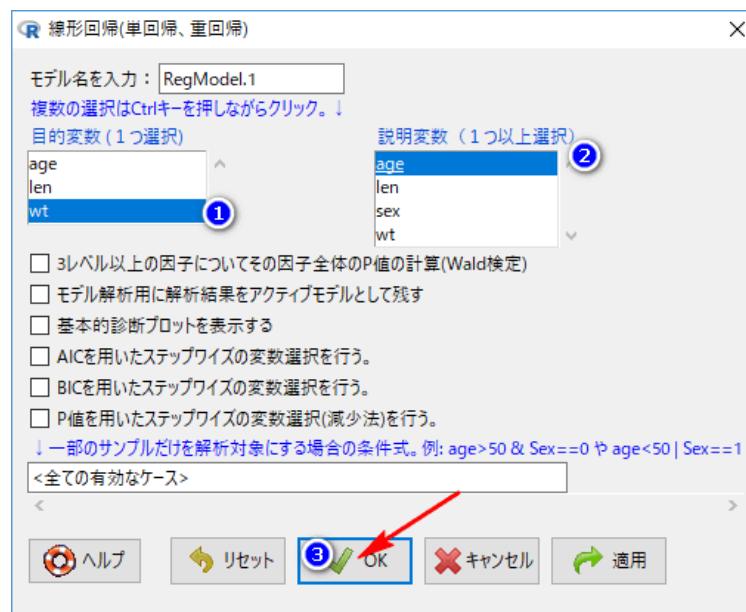 線形回帰(単回帰、重回帰)
モデル名を入力： RegModel.1
複数の選択はCtrlキーを押しながらクリック。↓
目的変数(１つ選択)
age
len
wt
1
説明変数（１つ以上選択)
2
age
len
sex
wt
3レベル以上の因子についてその因子全体のP値の計算(Wald検定)
モデル解析用に解析結果をアクティブモデルとして残す
基本的診断プロットを表示する
AICを用いたステップワイズの変数選択を行う。
BICを用いたステップワイズの変数選択を行う。
P値を用いたステップワイズの変数選択(減少法)を行う。
↓一部のサンプルだけを解析対象にする場合の条件式。例: age>50 & Sex==0 や age<50 | Sex==1
<全ての有効なケース>
ヘルプ
リセット
3
OK
キャンセル
適用